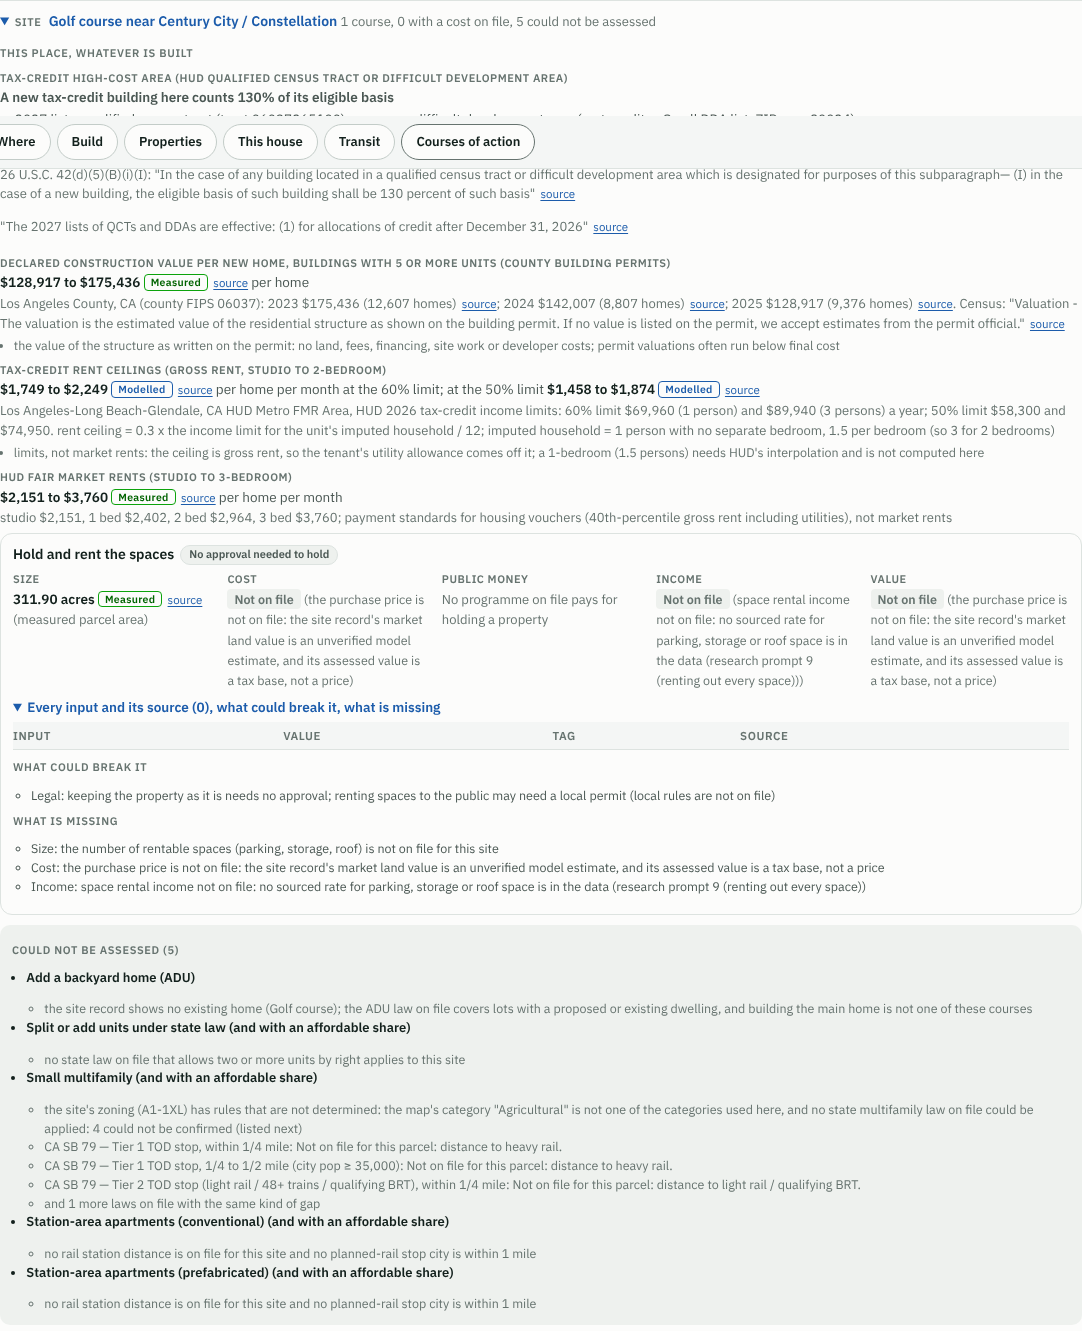 ▼ SITE Golf course near Century City / Constellation 1 course, 0 with a cost on file, 5 could not be assessed
THIS PLACE, WHATEVER IS BUILT
TAX-CREDIT HIGH-COST AREA (HUD QUALIFIED CENSUS TRACT OR DIFFICULT DEVELOPMENT AREA)
A new tax-credit building here counts 130% of its eligible basis
Where Build Properties This house Transit Courses of action
26 U.S.C. 42(d)(5)(B)(i)(I): "In the case of any building located in a qualified census tract or difficult development area which is designated for purposes of this subparagraph— (I) in the
case of a new building, the eligible basis of such building shall be 130 percent of such basis" source
"The 2027 lists of QCTs and DDAs are effective: (1) for allocations of credit after December 31, 2026" source
DECLARED CONSTRUCTION VALUE PER NEW HOME, BUILDINGS WITH 5 OR MORE UNITS (COUNTY BUILDING PERMITS)
$128,917 to $175,436 Measured source per home
Los Angeles County, CA (county FIPS 06037): 2023 $175,436 (12,607 homes) source; 2024 $142,007 (8,807 homes) source; 2025 $128,917 (9,376 homes) source. Census: "Valuation -
The valuation is the estimated value of the residential structure as shown on the building permit. If no value is listed on the permit, we accept estimates from the permit official." source
• the value of the structure as written on the permit: no land, fees, financing, site work or developer costs; permit valuations often run below final cost
TAX-CREDIT RENT CEILINGS (GROSS RENT, STUDIO TO 2-BEDROOM)
$1,749 to $2,249 Modelled source per home per month at the 60% limit; at the 50% limit $1,458 to $1,874 Modelled source
Los Angeles-Long Beach-Glendale, CA HUD Metro FMR Area, HUD 2026 tax-credit income limits: 60% limit $69,960 (1 person) and $89,940 (3 persons) a year; 50% limit $58,300 and
$74,950. rent ceiling = 0.3 x the income limit for the unit's imputed household / 12; imputed household = 1 person with no separate bedroom, 1.5 per bedroom (so 3 for 2 bedrooms)
• limits, not market rents: the ceiling is gross rent, so the tenant's utility allowance comes off it; a 1-bedroom (1.5 persons) needs HUD's interpolation and is not computed here
HUD FAIR MARKET RENTS (STUDIO TO 3-BEDROOM)
$2,151 to $3,760 Measured source per home per month
studio $2,151, 1 bed $2,402, 2 bed $2,964, 3 bed $3,760; payment standards for housing vouchers (40th-percentile gross rent including utilities), not market rents
Hold and rent the spaces No approval needed to hold
SIZE
311.90 acres Measured source
(measured parcel area)
COST
Not on file (the purchase price is
not on file: the site record's market
land value is an unverified model
estimate, and its assessed value is
a tax base, not a price)
PUBLIC MONEY
No programme on file pays for
holding a property
INCOME
Not on file (space rental income
not on file: no sourced rate for
parking, storage or roof space is in
the data (research prompt 9
(renting out every space)))
VALUE
Not on file (the purchase price is
not on file: the site record's market
land value is an unverified model
estimate, and its assessed value is
a tax base, not a price)
▼ Every input and its source (0), what could break it, what is missing
INPUT VALUE TAG SOURCE
WHAT COULD BREAK IT
◦ Legal: keeping the property as it is needs no approval; renting spaces to the public may need a local permit (local rules are not on file)
WHAT IS MISSING
◦ Size: the number of rentable spaces (parking, storage, roof) is not on file for this site
◦ Cost: the purchase price is not on file: the site record's market land value is an unverified model estimate, and its assessed value is a tax base, not a price
◦ Income: space rental income not on file: no sourced rate for parking, storage or roof space is in the data (research prompt 9 (renting out every space))
COULD NOT BE ASSESSED (5)
• Add a backyard home (ADU)
◦ the site record shows no existing home (Golf course); the ADU law on file covers lots with a proposed or existing dwelling, and building the main home is not one of these courses
• Split or add units under state law (and with an affordable share)
◦ no state law on file that allows two or more units by right applies to this site
• Small multifamily (and with an affordable share)
◦ the site's zoning (A1-1XL) has rules that are not determined: the map's category "Agricultural" is not one of the categories used here, and no state multifamily law on file could be
applied: 4 could not be confirmed (listed next)
◦ CA SB 79 — Tier 1 TOD stop, within 1/4 mile: Not on file for this parcel: distance to heavy rail.
◦ CA SB 79 — Tier 1 TOD stop, 1/4 to 1/2 mile (city pop ≥ 35,000): Not on file for this parcel: distance to heavy rail.
◦ CA SB 79 — Tier 2 TOD stop (light rail / 48+ trains / qualifying BRT), within 1/4 mile: Not on file for this parcel: distance to light rail / qualifying BRT.
◦ and 1 more laws on file with the same kind of gap
• Station-area apartments (conventional) (and with an affordable share)
◦ no rail station distance is on file for this site and no planned-rail stop city is within 1 mile
• Station-area apartments (prefabricated) (and with an affordable share)
◦ no rail station distance is on file for this site and no planned-rail stop city is within 1 mile